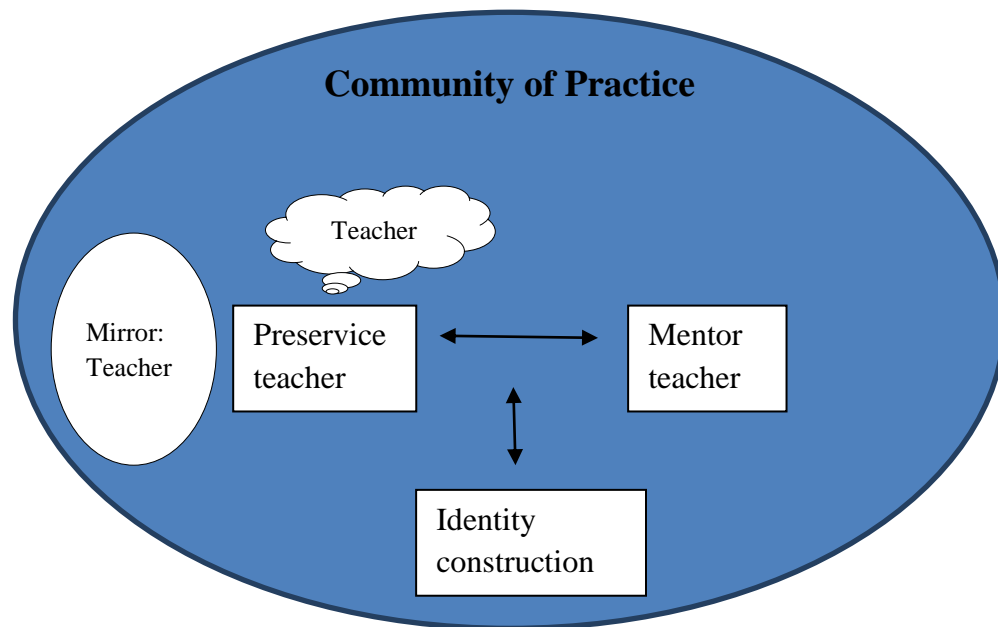 Community of Practice
Teacher
Mirror:
Teacher
Preservice
teacher
Mentor
teacher
Identity
construction